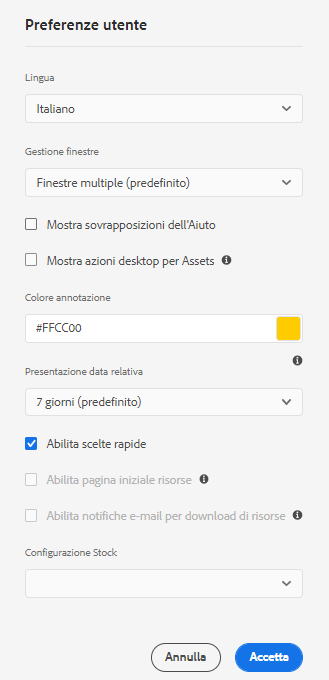 Preferenze utente
Lingua
Italiano
Gestione finestre
Finestre multiple (predefinito)
Mostra sovrapposizioni dell'Aiuto
Mostra azioni desktop per Assets
Colore annotazione
#FFCC00
Presentazione data relativa
7 giorni (predefinito)
Abilita scelte rapide
Abilita pagina iniziale risorse
Abilita notifiche e-mail per download di risorse
Configurazione Stock
Annulla Accetta